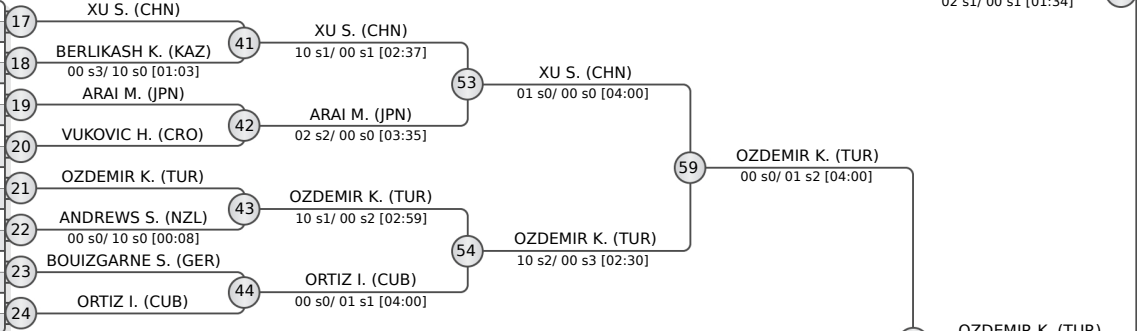 02 s1/ 00 s1 [01:34]
17
XU S. (CHN)
41
XU S. (CHN)
10 s1/ 00 s1 [02:37]
18
BERLIKASH K. (KAZ)
00 s3/ 10 s0 [01:03]
53
XU S. (CHN)
01 s0/ 00 s0 [04:00]
19
ARAI M. (JPN)
42
ARAI M. (JPN)
02 s2/ 00 s0 [03:35]
20
VUKOVIC H. (CRO)
59
OZDEMIR K. (TUR)
00 s0/ 01 s2 [04:00]
21
OZDEMIR K. (TUR)
43
OZDEMIR K. (TUR)
10 s1/ 00 s2 [02:59]
22
ANDREWS S. (NZL)
00 s0/ 10 s0 [00:08]
54
OZDEMIR K. (TUR)
10 s2/ 00 s3 [02:30]
23
BOUIZGARNE S. (GER)
44
ORTIZ I. (CUB)
00 s0/ 01 s1 [04:00]
24
ORTIZ I. (CUB)
OZDEMIR K. (TUR)